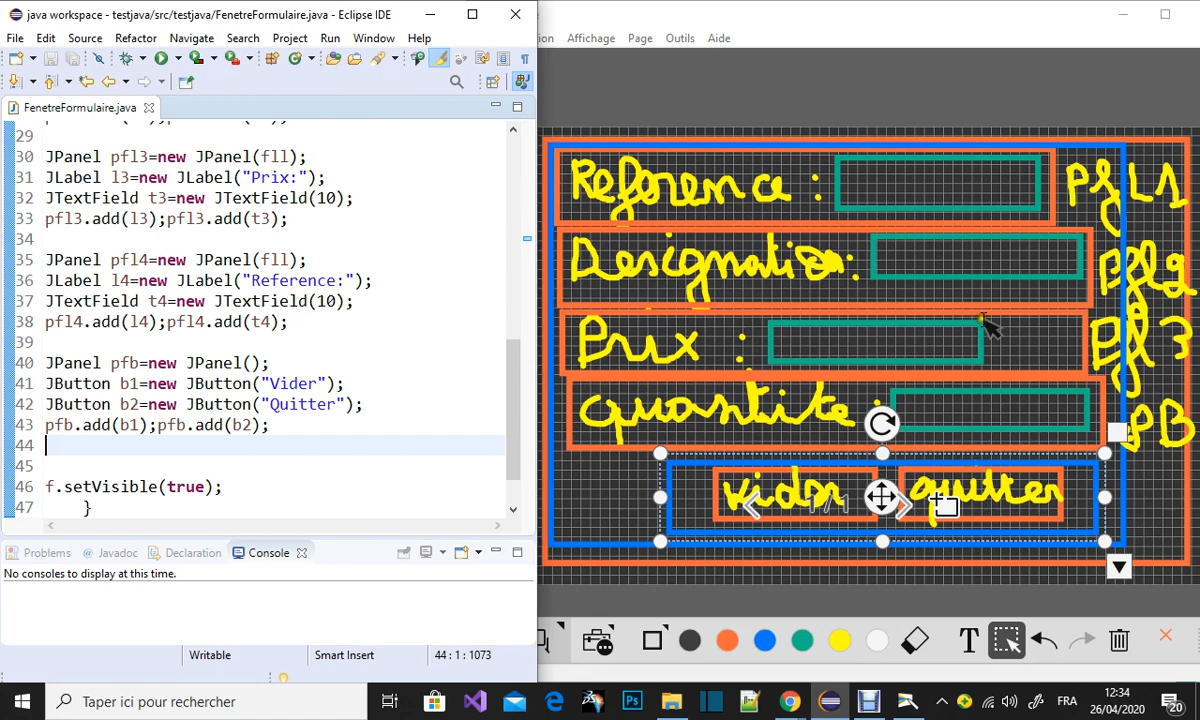 java workspace - testjava/src/testjava/FenetreFormulaire.java - Eclipse IDE
File Edit Source Refactor Navigate Search Project Run Window Help
Affichage Page Outils Aide
FenetreFormulaire.java
29
30 JPanel pfl3=new JPanel(fll);
31 JLabel l3=new JLabel("Prix:");
32 JTextField t3=new JTextField(10);
33 pfl3.add(l3);pfl3.add(t3);
34
35 JPanel pfl4=new JPanel(fll);
36 JLabel l4=new JLabel("Reference:");
37 JTextField t4=new JTextField(10);
38 pfl4.add(l4);pfl4.add(t4);
39
40 JPanel pfb=new JPanel();
41 JButton b1=new JButton("Vider");
42 JButton b2=new JButton("Quitter");
43 pfb.add(b1);pfb.add(b2);
44
45
46 f.setVisible(true);
47 }
Problems Javadoc Declaration Console
No consoles to display at this time.
Writable Smart Insert 44 : 1 : 1073
Reference : PfL1
Designation: Pfl2
Prix : Pfl3
quantite : PB
vider quitter
1/1
T
Taper ici pour rechercher
FRA
12:34
26/04/2020
20